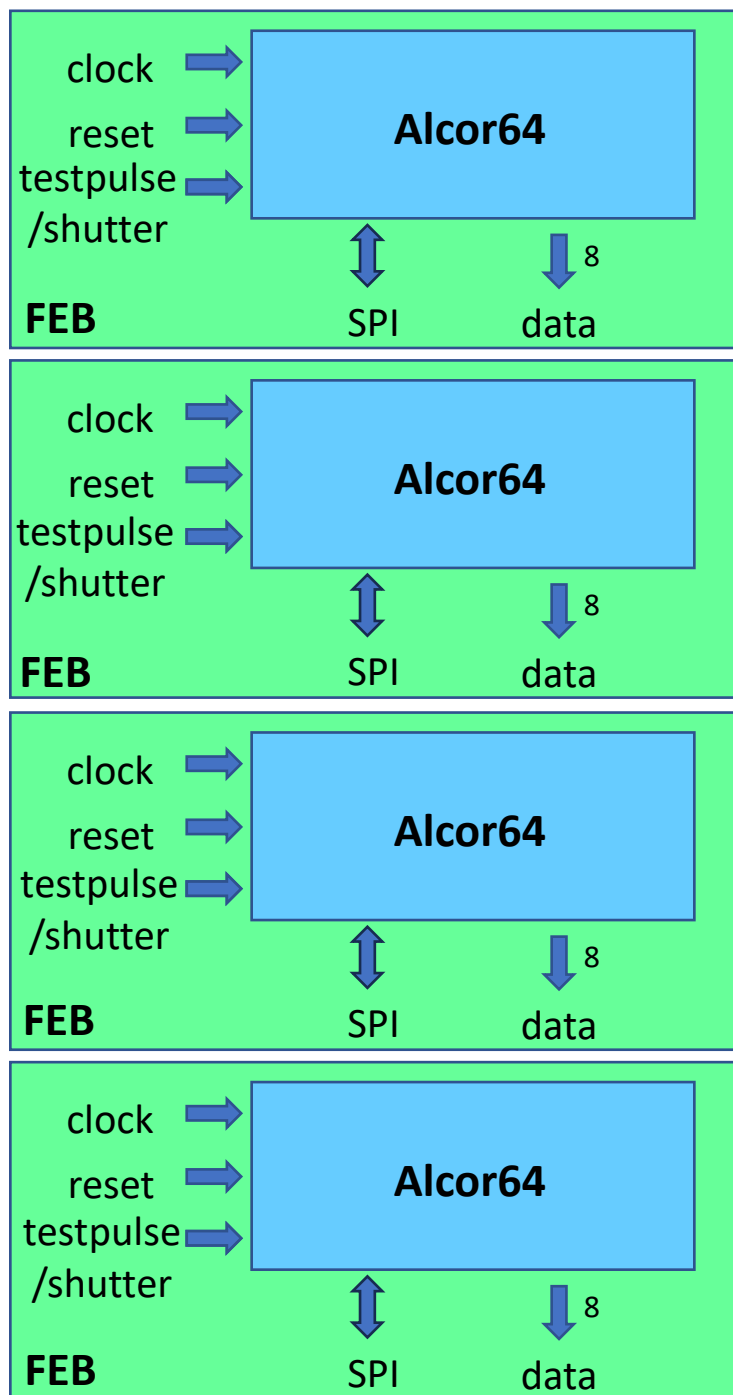 clock
Alcor64
reset
testpulse
/shutter
8
FEB
SPI
data
clock
Alcor64
reset
testpulse
/shutter
8
FEB
SPI
data
clock
Alcor64
reset
testpulse
/shutter
8
FEB
SPI
data
clock
Alcor64
reset
testpulse
/shutter
8
FEB
SPI
data